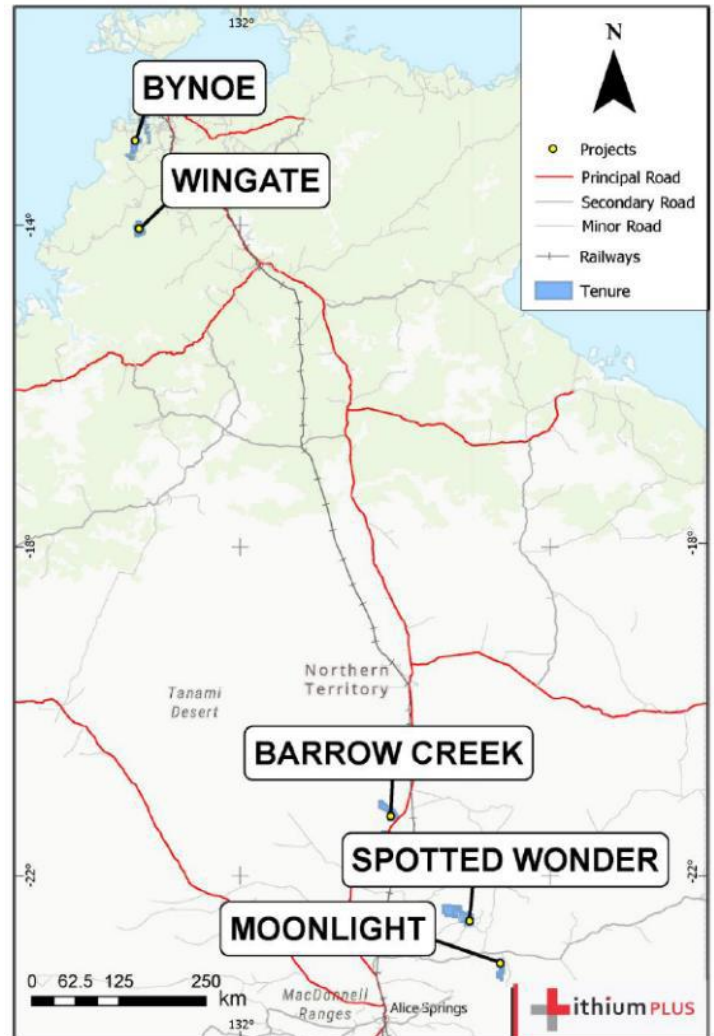 132°
N
BYNOE
Projects
Principal Road
Secondary Road
Minor Road
Railways
Tenure
WINGATE
-14°
-14°
-18°
-18°
Northern
Territory
Tanami
Desert
BARROW CREEK
SPOTTED WONDER
-22°
-22°
MOONLIGHT
0 62.5 125 250
km
MacDonnell
Ranges
Alice Springs
132°
ithium PLUS